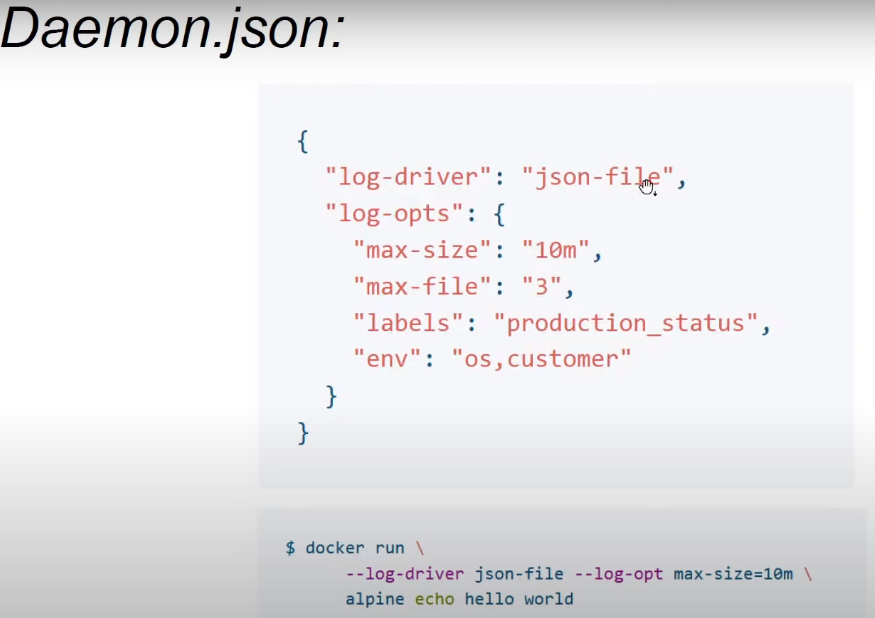 Daemon.json:
{
"log-driver": "json-file",
"log-opts": {
"max-size": "10m",
"max-file": "3",
"labels": "production_status",
"env": "os,customer"
}
}
$ docker run \
--log-driver json-file --log-opt max-size=10m \
alpine echo hello world